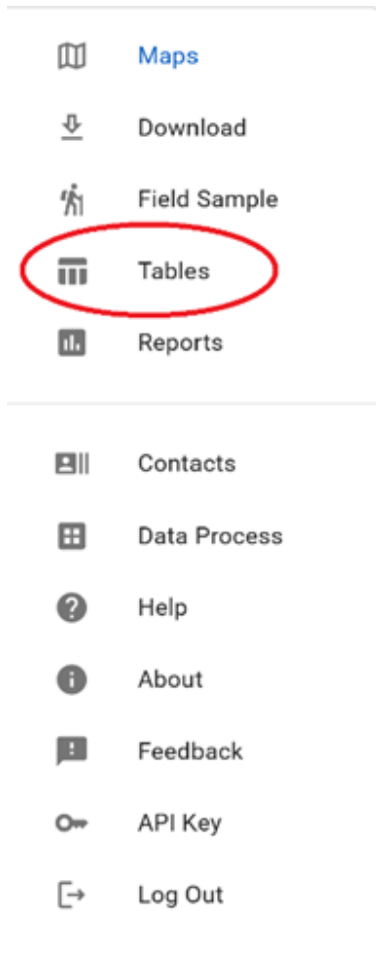 Maps
Download
Field Sample
Tables
Reports
Contacts
Data Process
Help
About
Feedback
API Key
Log Out